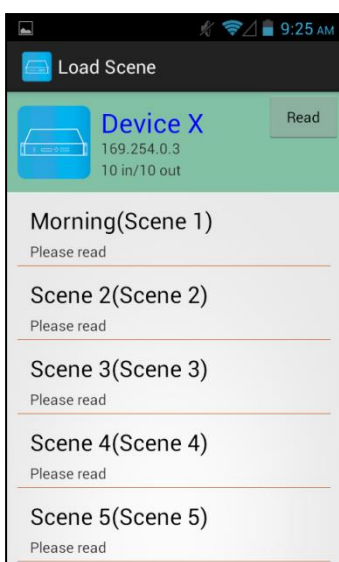 9:25 AM
Load Scene
Device X
Read
169.254.0.3
10 in/10 out
Morning(Scene 1)
Please read
Scene 2(Scene 2)
Please read
Scene 3(Scene 3)
Please read
Scene 4(Scene 4)
Please read
Scene 5(Scene 5)
Please read